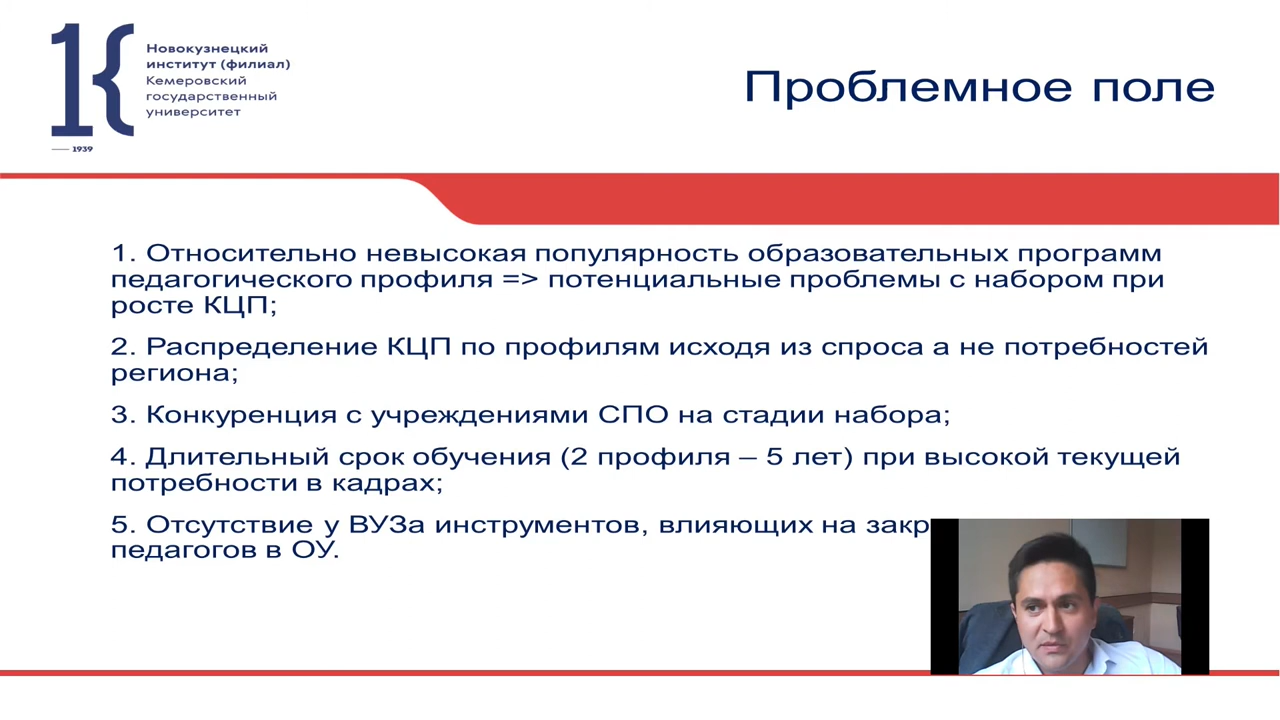 1К
Новокузнецкий
институт (филиал)
Кемеровский
государственный
университет
1939
Проблемное поле
1. Относительно невысокая популярность образовательных программ
педагогического профиля => потенциальные проблемы с набором при
росте КЦП;
2. Распределение КЦП по профилям исходя из спроса а не потребностей
региона;
3. Конкуренция с учреждениями СПО на стадии набора;
4. Длительный срок обучения (2 профиля – 5 лет) при высокой текущей
потребности в кадрах;
5. Отсутствие у ВУЗа инструментов, влияющих на
педагогов в ОУ.